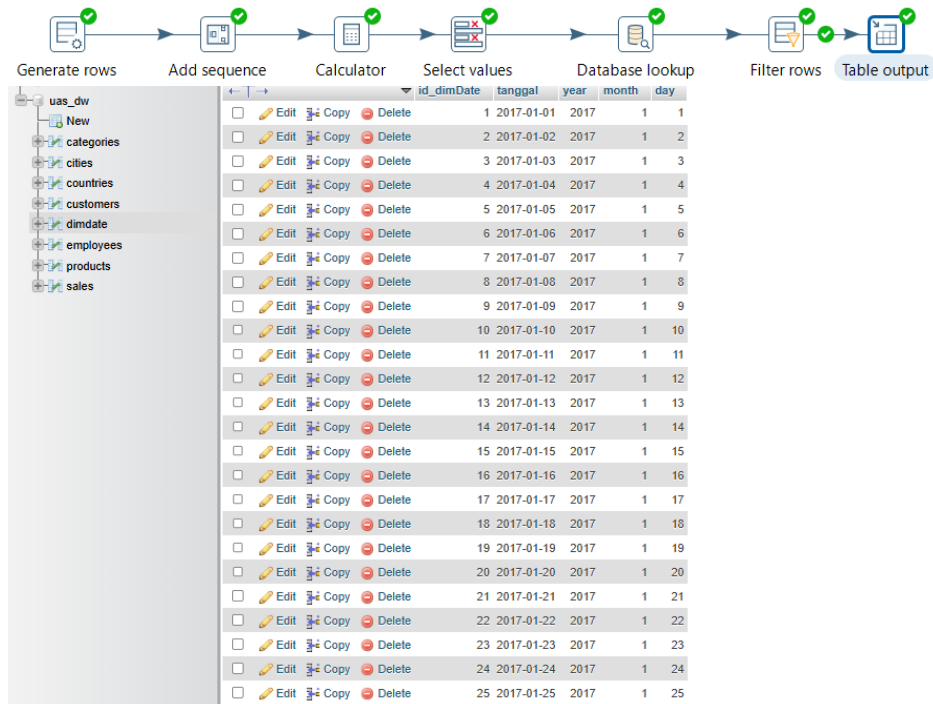 Generate rows Add sequence Calculator Select values Database lookup Filter rows Table output
uas_dw
New
categories
cities
countries
customers
dimdate
employees
products
sales
id_dimDate tanggal year month day
Edit Copy Delete 1 2017-01-01 2017 1 1
Edit Copy Delete 2 2017-01-02 2017 1 2
Edit Copy Delete 3 2017-01-03 2017 1 3
Edit Copy Delete 4 2017-01-04 2017 1 4
Edit Copy Delete 5 2017-01-05 2017 1 5
Edit Copy Delete 6 2017-01-06 2017 1 6
Edit Copy Delete 7 2017-01-07 2017 1 7
Edit Copy Delete 8 2017-01-08 2017 1 8
Edit Copy Delete 9 2017-01-09 2017 1 9
Edit Copy Delete 10 2017-01-10 2017 1 10
Edit Copy Delete 11 2017-01-11 2017 1 11
Edit Copy Delete 12 2017-01-12 2017 1 12
Edit Copy Delete 13 2017-01-13 2017 1 13
Edit Copy Delete 14 2017-01-14 2017 1 14
Edit Copy Delete 15 2017-01-15 2017 1 15
Edit Copy Delete 16 2017-01-16 2017 1 16
Edit Copy Delete 17 2017-01-17 2017 1 17
Edit Copy Delete 18 2017-01-18 2017 1 18
Edit Copy Delete 19 2017-01-19 2017 1 19
Edit Copy Delete 20 2017-01-20 2017 1 20
Edit Copy Delete 21 2017-01-21 2017 1 21
Edit Copy Delete 22 2017-01-22 2017 1 22
Edit Copy Delete 23 2017-01-23 2017 1 23
Edit Copy Delete 24 2017-01-24 2017 1 24
Edit Copy Delete 25 2017-01-25 2017 1 25